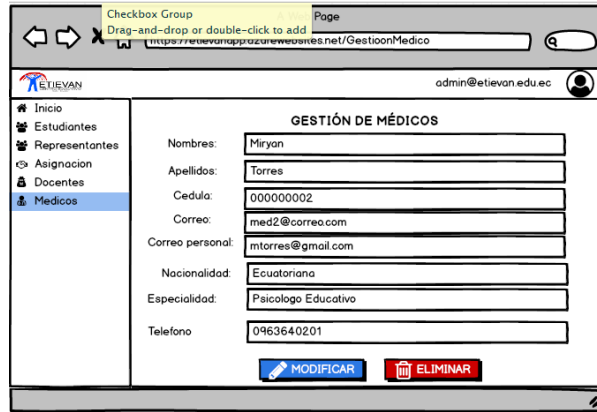 Checkbox Group
Drag-and-drop or double-click to add
Web Page
https://etievanapp.azurewebsites.net/GestioonMedico
ETIEVAN
admin@etievan.edu.ec
Inicio
Estudiantes
Representantes
Asignacion
Docentes
Medicos
GESTIÓN DE MÉDICOS
Nombres: Miryan
Apellidos: Torres
Cedula: 000000002
Correo: med2@correo.com
Correo personal: mtorres@gmail.com
Nacionalidad: Ecuatoriana
Especialidad: Psicologo Educativo
Telefono 0963640201
MODIFICAR ELIMINAR